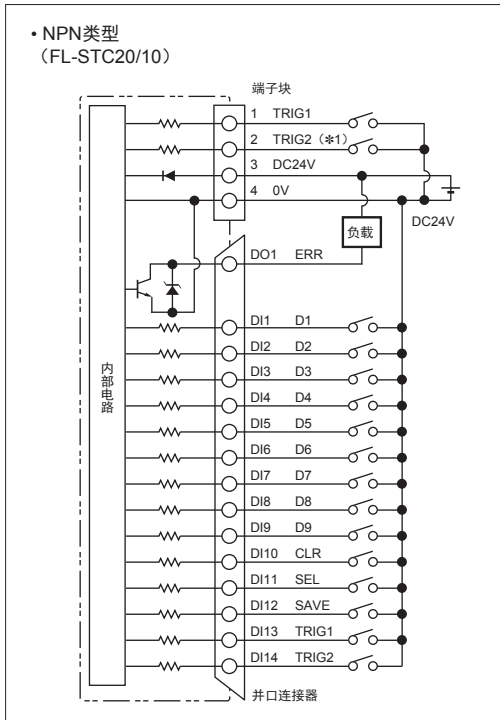 • NPN类型
（FL-STC20/10）
端子块
1 TRIG1
2 TRIG2（✻1）
3 DC24V
4 0V
DC24V
负载
DO1 ERR
内部电路
DI1 D1
DI2 D2
DI3 D3
DI4 D4
DI5 D5
DI6 D6
DI7 D7
DI8 D8
DI9 D9
DI10 CLR
DI11 SEL
DI12 SAVE
DI13 TRIG1
DI14 TRIG2
并口连接器